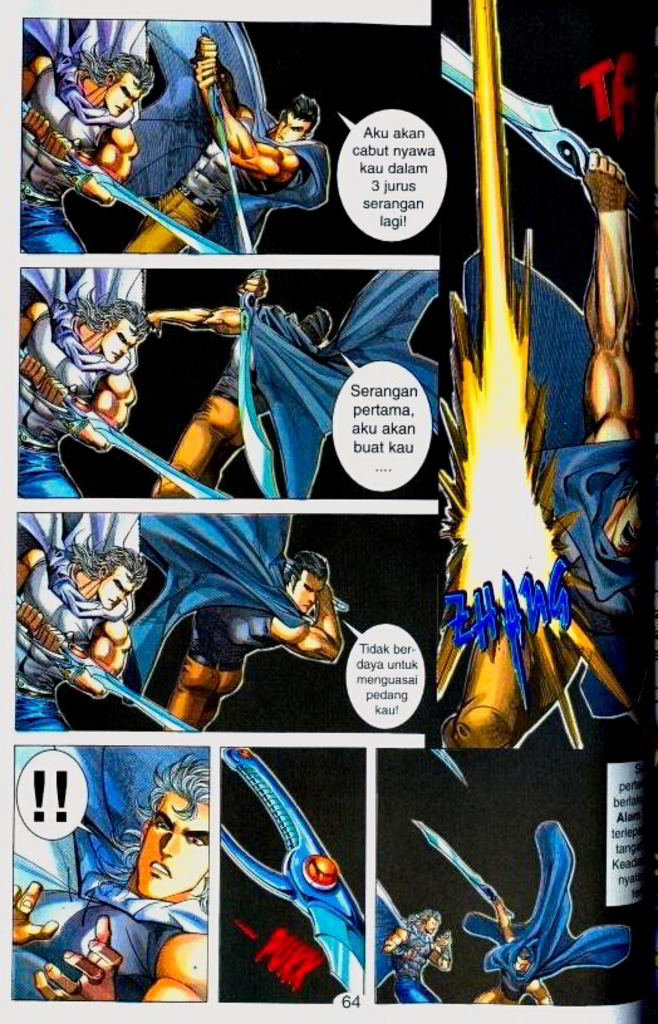 Aku akan
cabut nyawa
kau dalam
3 jurus
serangan
lagi!
Serangan
pertama,
aku akan
buat kau
....
ZHANG
Tidak ber-
daya untuk
menguasai
pedang
kau!
!!
64